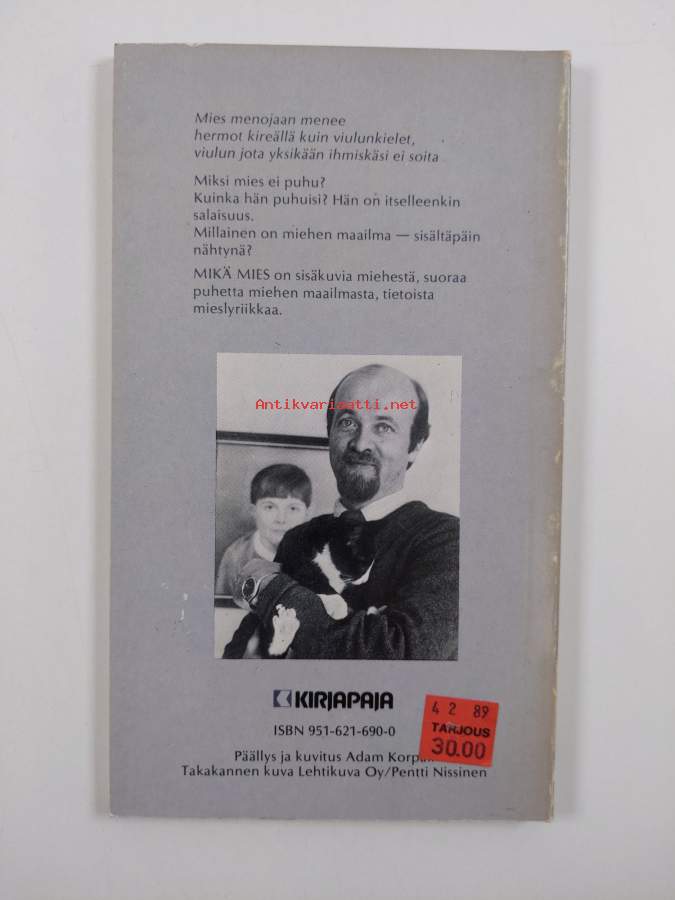 Mies menojaan menee
hermot kireällä kuin viulunkielet,
viulun jota yksikään ihmiskäsi ei soita
Miksi mies ei puhu?
Kuinka hän puhuisi? Hän on itselleenkin
salaisuus.
Millainen on miehen maailma — sisältäpäin
nähtynä?
MIKÄ MIES on sisäkuvia miehestä, suoraa
puhetta miehen maailmasta, tietoista
mieslyriikkaa.
Antikvariaatti.net
KIRJAPAJA
ISBN 951-621-690-0
4 2 89
TARJOUS
30.00
Päällys ja kuvitus Adam
Takakannen kuva Lehtikuva Oy/Pentti Nissinen